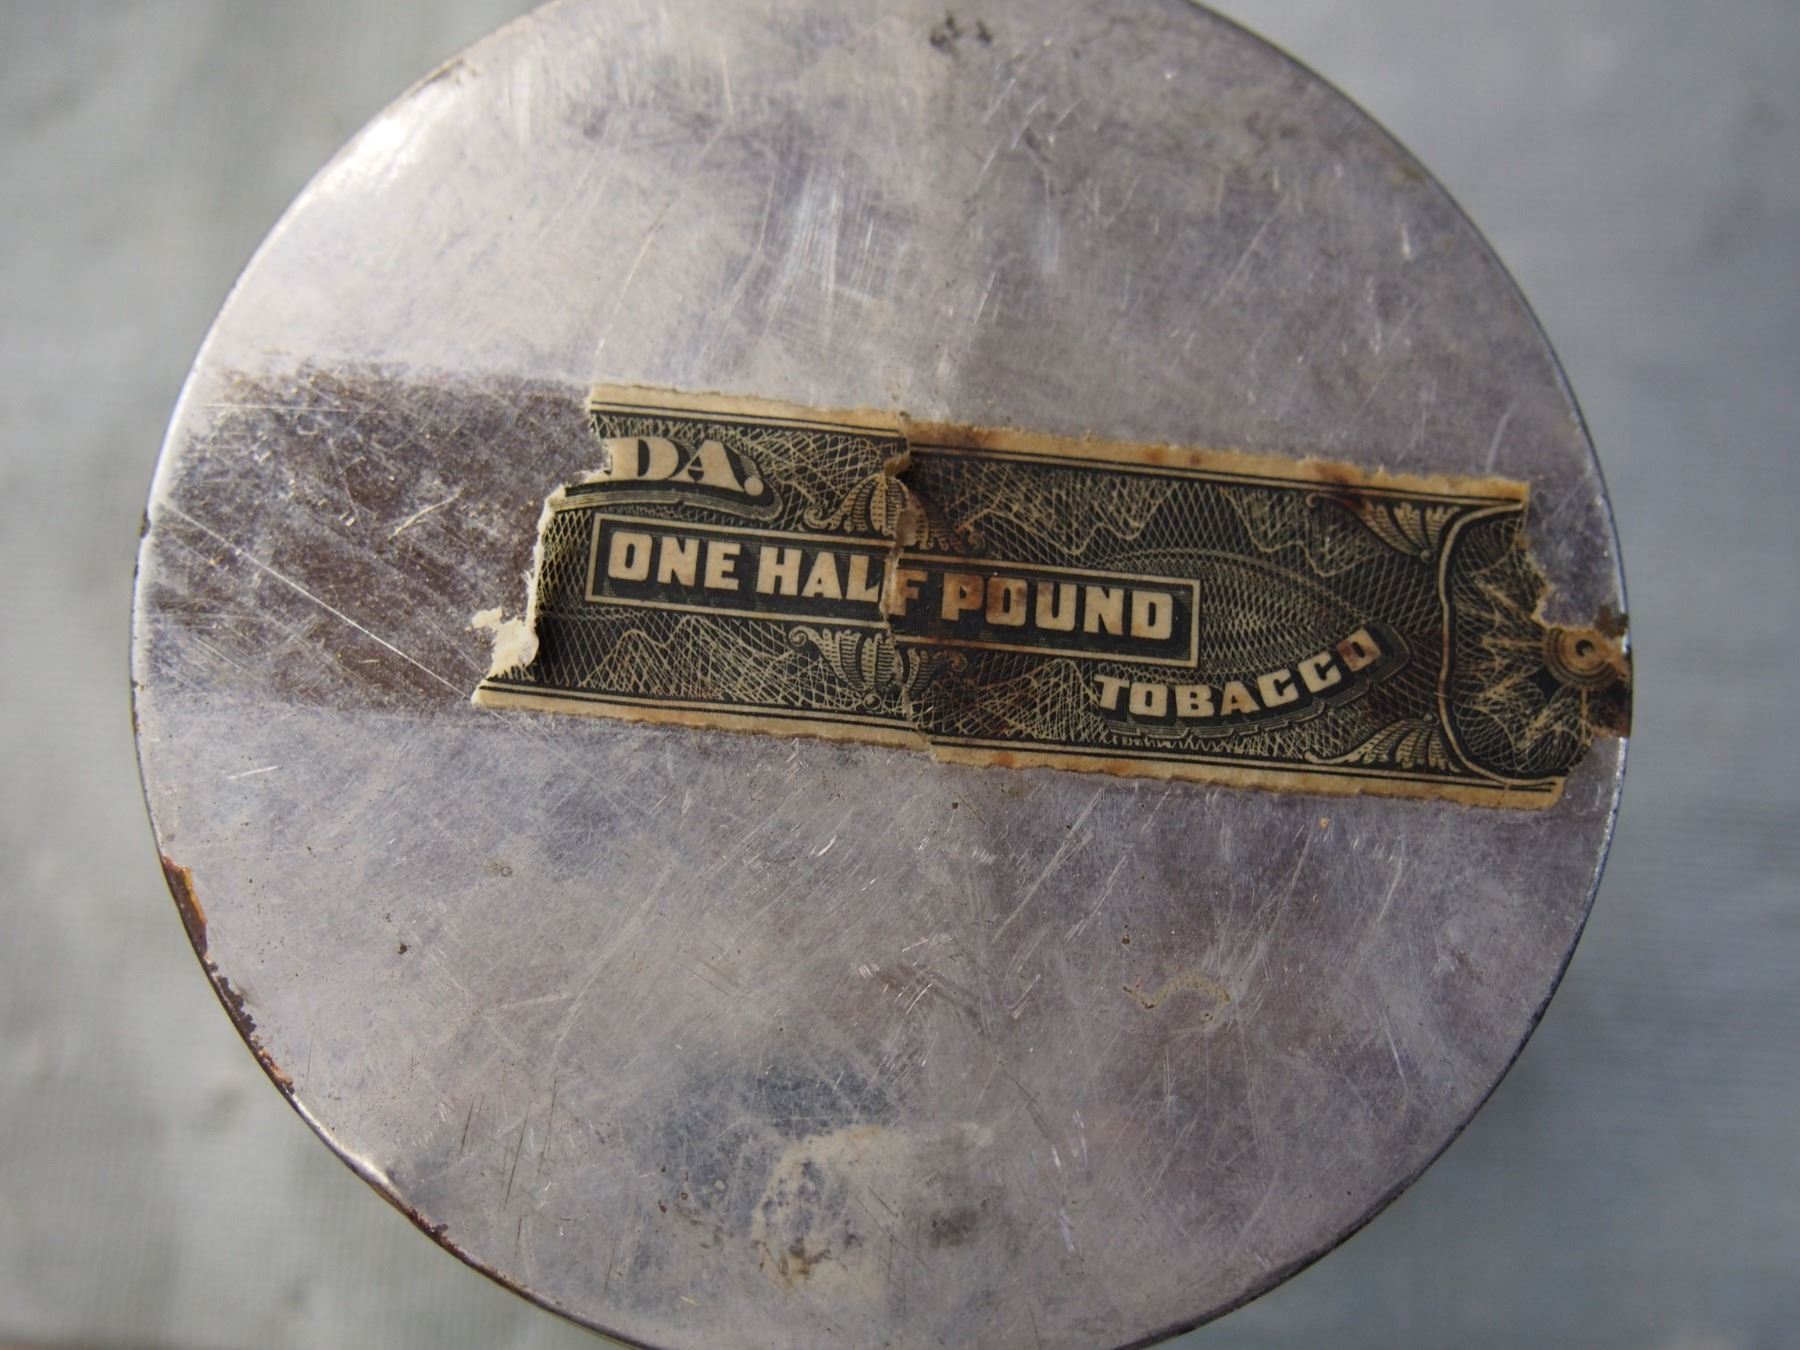 DA.
ONE HALF POUND
TOBACCO